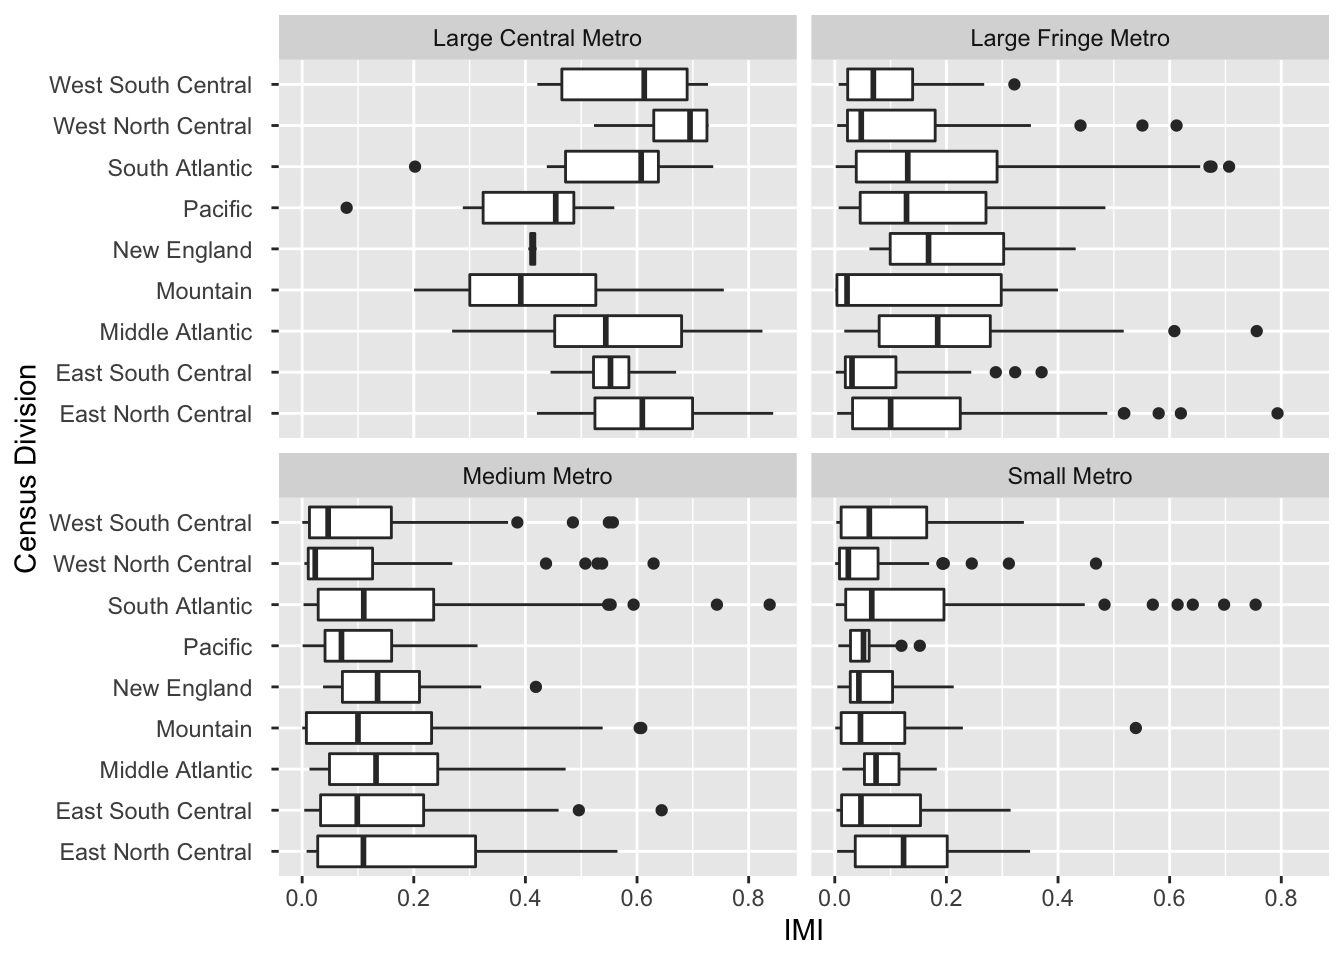 Large Central Metro
Large Fringe Metro
West South Central
West North Central
South Atlantic
Pacific
New England
Mountain
Middle Atlantic
East South Central
East North Central
Census Division
Medium Metro
Small Metro
West South Central
West North Central
South Atlantic
Pacific
New England
Mountain
Middle Atlantic
East South Central
East North Central
0.0 0.2 0.4 0.6 0.8 0.0 0.2 0.4 0.6 0.8
IMI